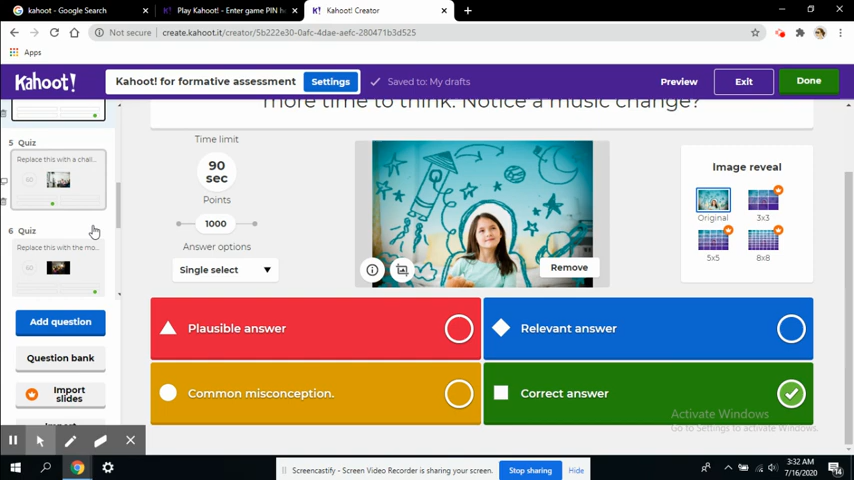 kahoot - Google Search
Play Kahoot! - Enter game PIN h
Kahoot! Creator
Not secure | create.kahoot.it/creator/5b222e30-0afc-4dae-aefc-280471b3d525
Apps
Kahoot!
Kahoot! for formative assessment
Settings
Saved to: My drafts
Preview
Exit
Done
more time to think. Notice a music change?
5 Quiz
Replace this with a chall...
60
6 Quiz
Replace this with the mo...
60
Add question
Question bank
Import slides
Time limit
90 sec
Points
1000
Answer options
Single select
Remove
Image reveal
Original
3x3
5x5
8x8
Plausible answer
Relevant answer
Common misconception.
Correct answer
Activate Windows
Go to Settings to activate Windows.
Screencastify - Screen Video Recorder is sharing your screen.
Stop sharing
Hide
3:32 AM
7/16/2020
14